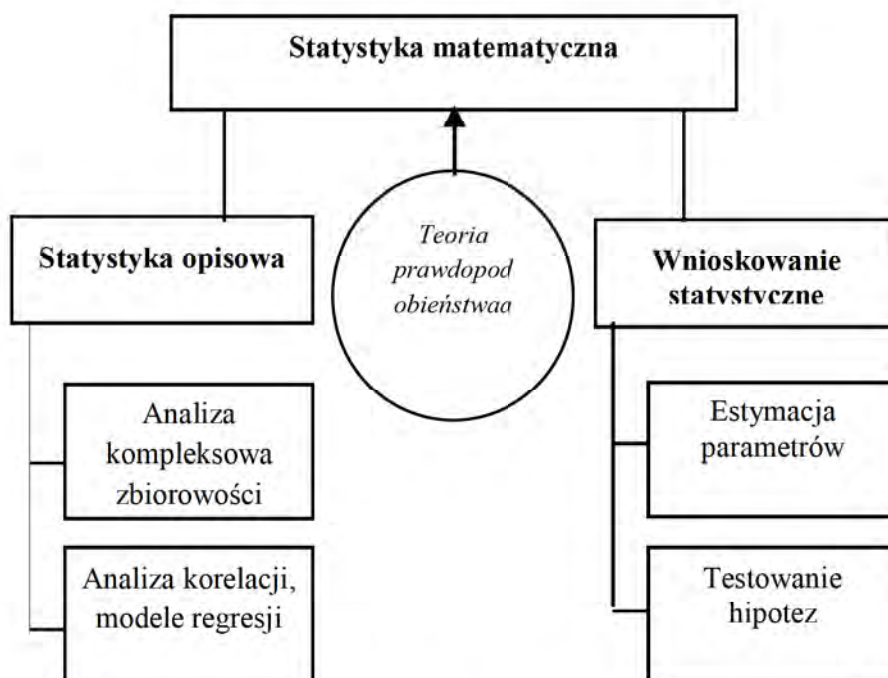 Statystyka matematyczna
Statystyka opisowa
Teoria
prawdopod
obieństwaa
Wnioskowanie
statystyczne
Analiza
kompleksowa
zbiorowości
Analiza korelacji,
modele regresji
Estymacja
parametrów
Testowanie
hipotez